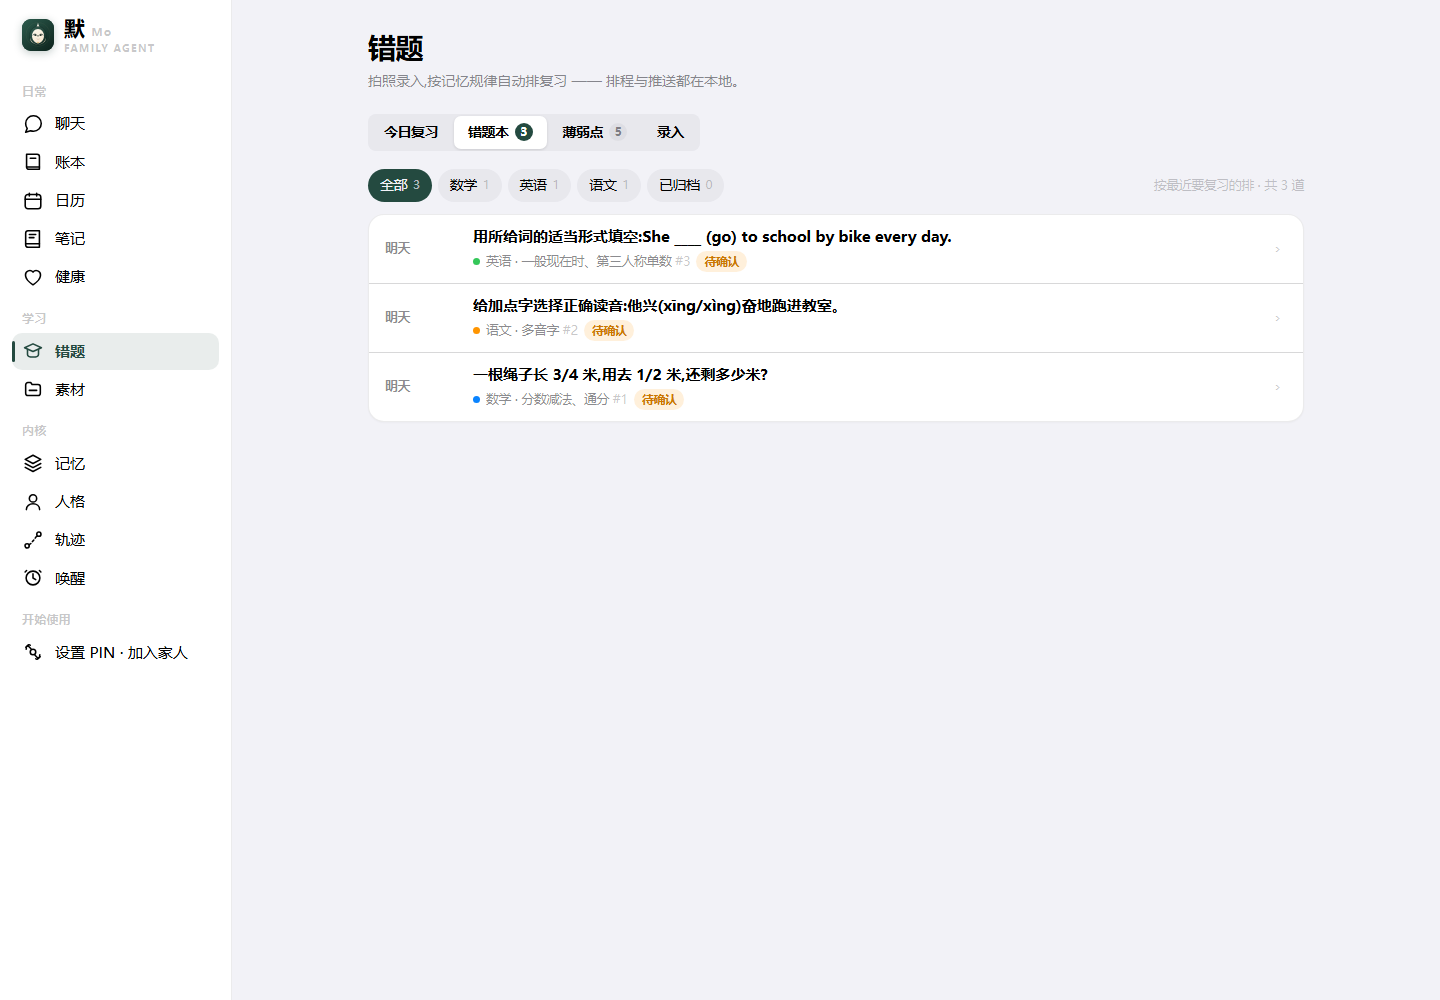 默 Mo
FAMILY AGENT
日常
聊天
账本
日历
笔记
健康
学习
错题
素材
内核
记忆
人格
轨迹
唤醒
开始使用
设置 PIN · 加入家人
错题
拍照录入,按记忆规律自动排复习 —— 排程与推送都在本地。
今日复习 错题本 3 薄弱点 5 录入
全部 3 数学 1 英语 1 语文 1 已归档 0 按最近要复习的排 · 共 3 道
明天
用所给词的适当形式填空:She ____ (go) to school by bike every day.
英语 · 一般现在时、第三人称单数 #3 待确认
明天
给加点字选择正确读音:他兴(xīng/xìng)奋地跑进教室。
语文 · 多音字 #2 待确认
明天
一根绳子长 3/4 米,用去 1/2 米,还剩多少米?
数学 · 分数减法、通分 #1 待确认